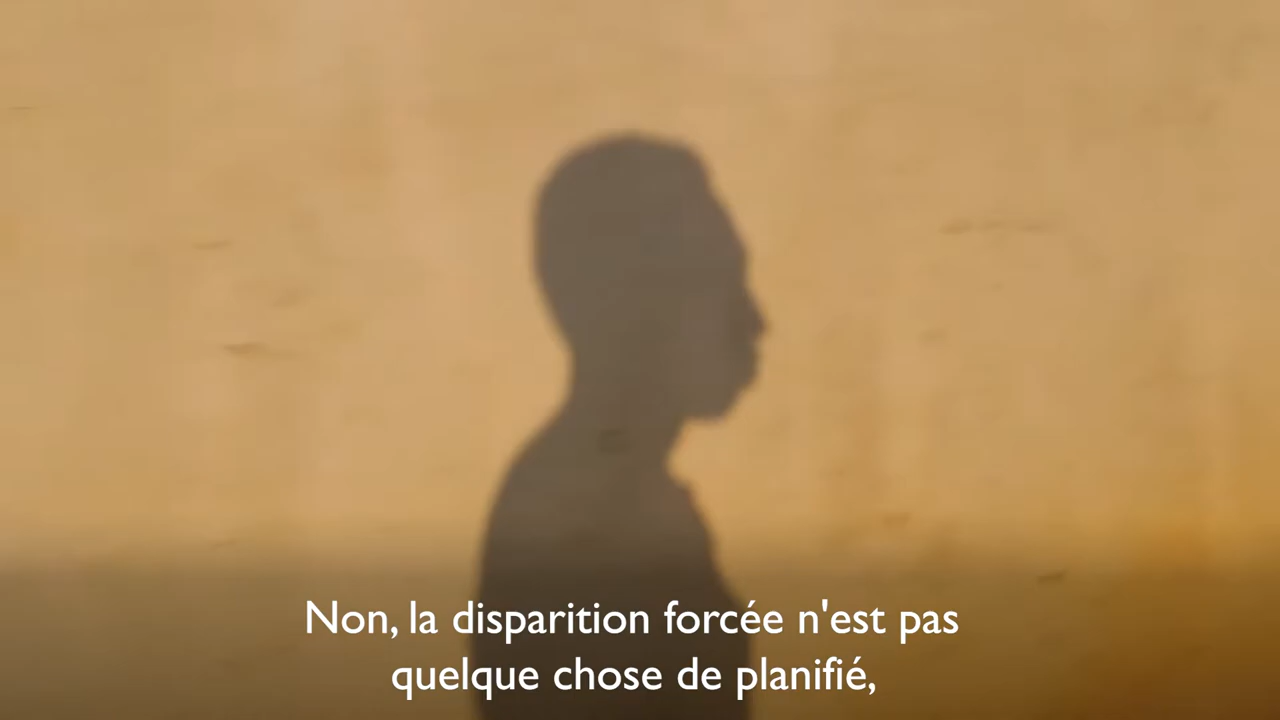 Non, la disparition forcée n'est pas
quelque chose de planifié,